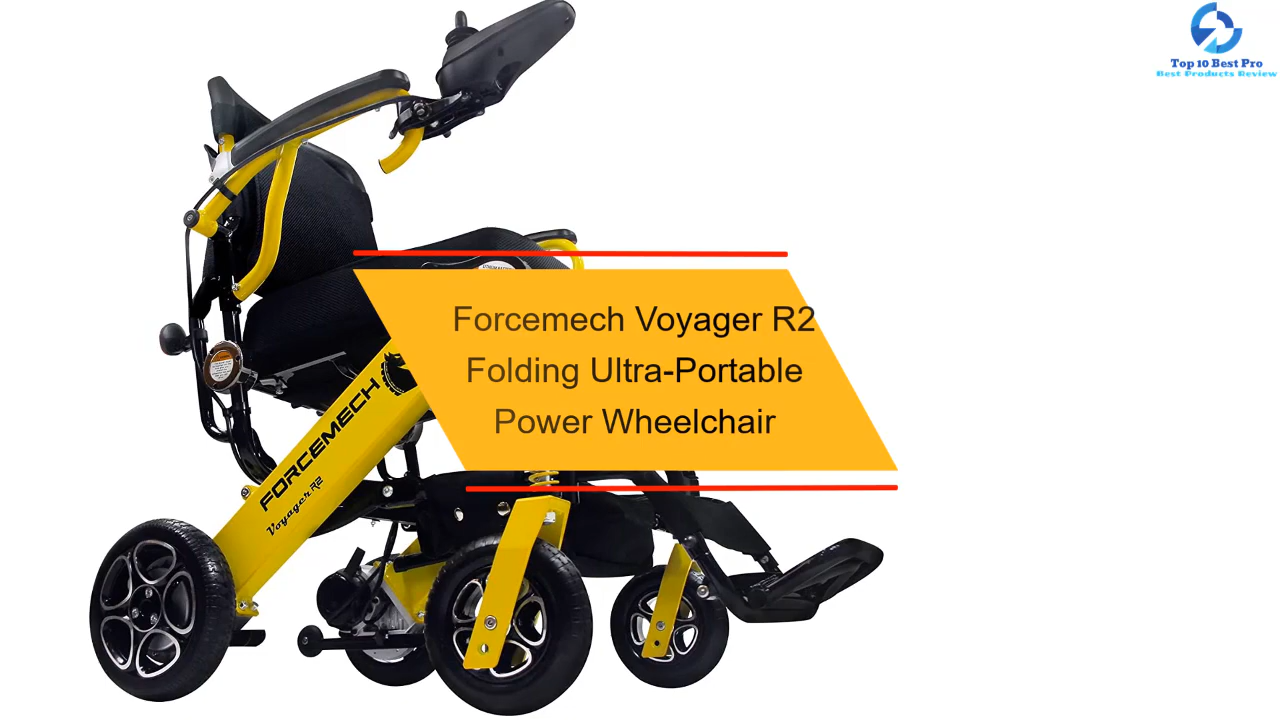 Top 10 Best Pro
Best Products Review
Forcemech Voyager R2
Folding Ultra-Portable
Power Wheelchair
FORCEMECH
Voyager R2